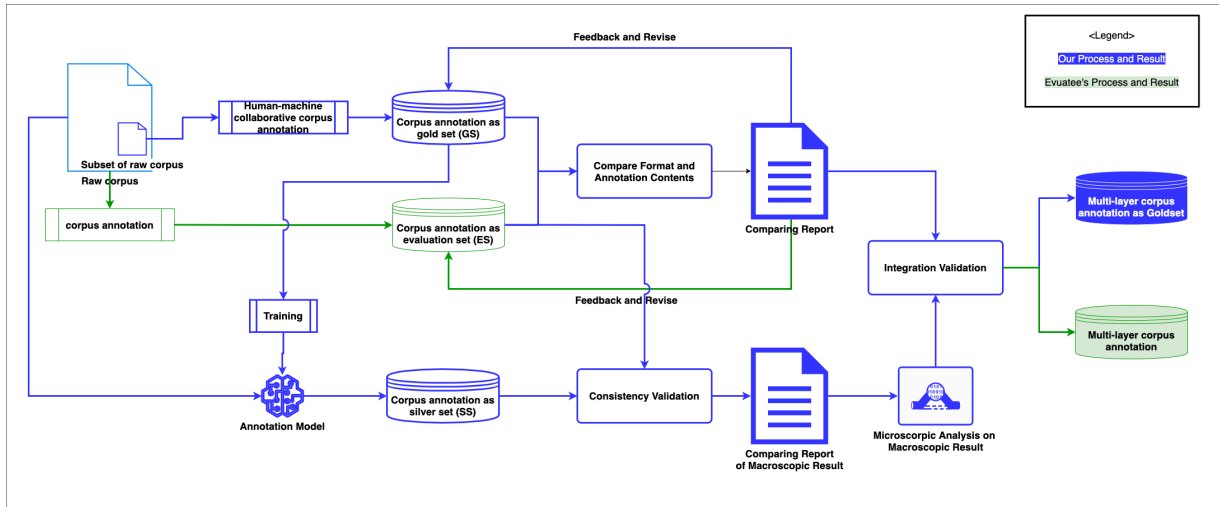 <Legend>
Our Process and Result
Evuatee's Process and Result
Feedback and Revise
Human-machine
collaborative corpus
annotation
Corpus annotation as
gold set (GS)
Subset of raw corpus
Raw corpus
Compare Format and
Annotation Contents
Comparing Report
corpus annotation
Corpus annotation as
evaluation set (ES)
Multi-layer corpus
annotation as Goldset
Integration Validation
Feedback and Revise
Training
Multi-layer corpus
annotation
Annotation Model
Corpus annotation as
silver set (SS)
Consistency Validation
Comparing Report
of Macroscopic Result
Microscorpic Analysis on
Macroscopic Result